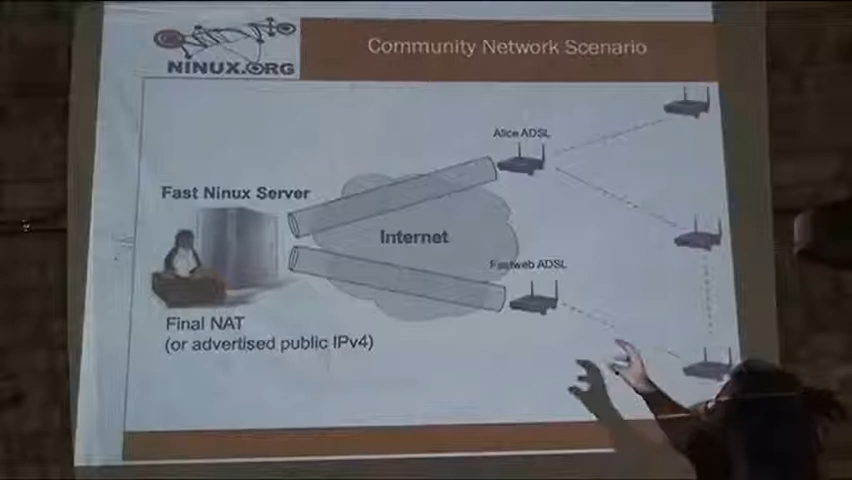 NINUX.ORG
Community Network Scenario
Alice ADSL
Fast Ninux Server
Internet
Fastweb ADSL
Final NAT
(or advertised public IPv4)